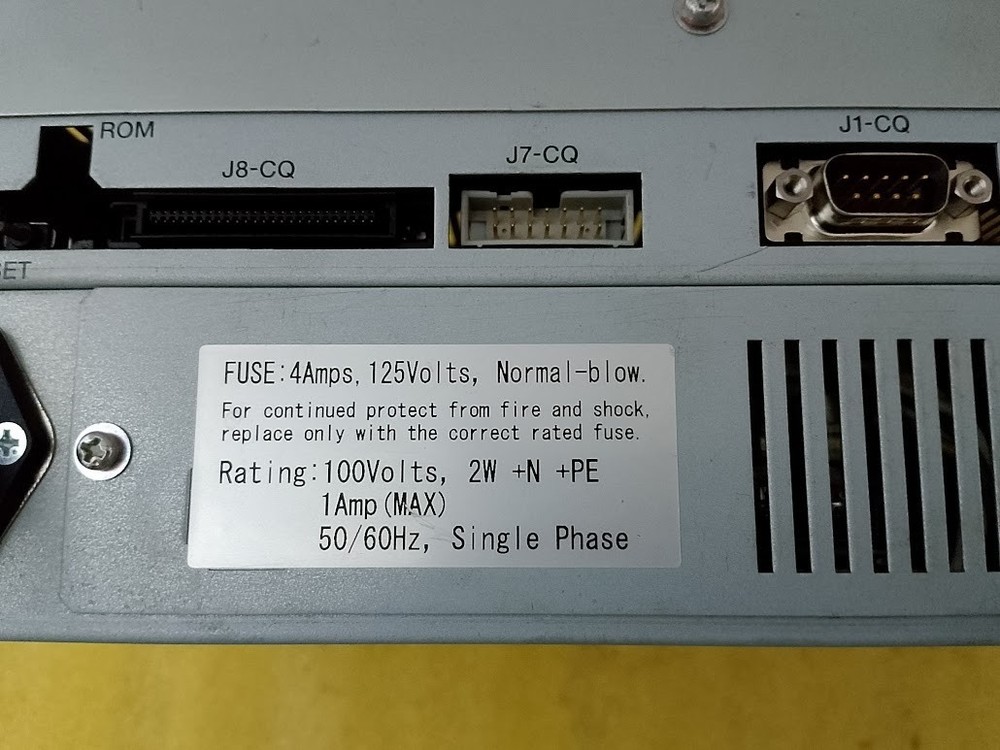 ROM
J8-CQ
J7-CQ
J1-CQ
FUSE:4Amps, 125Volts, Normal-blow.
For continued protect from fire and shock,
replace only with the correct rated fuse.
Rating:100Volts, 2W +N +PE
1Amp(MAX)
50/60Hz, Single Phase